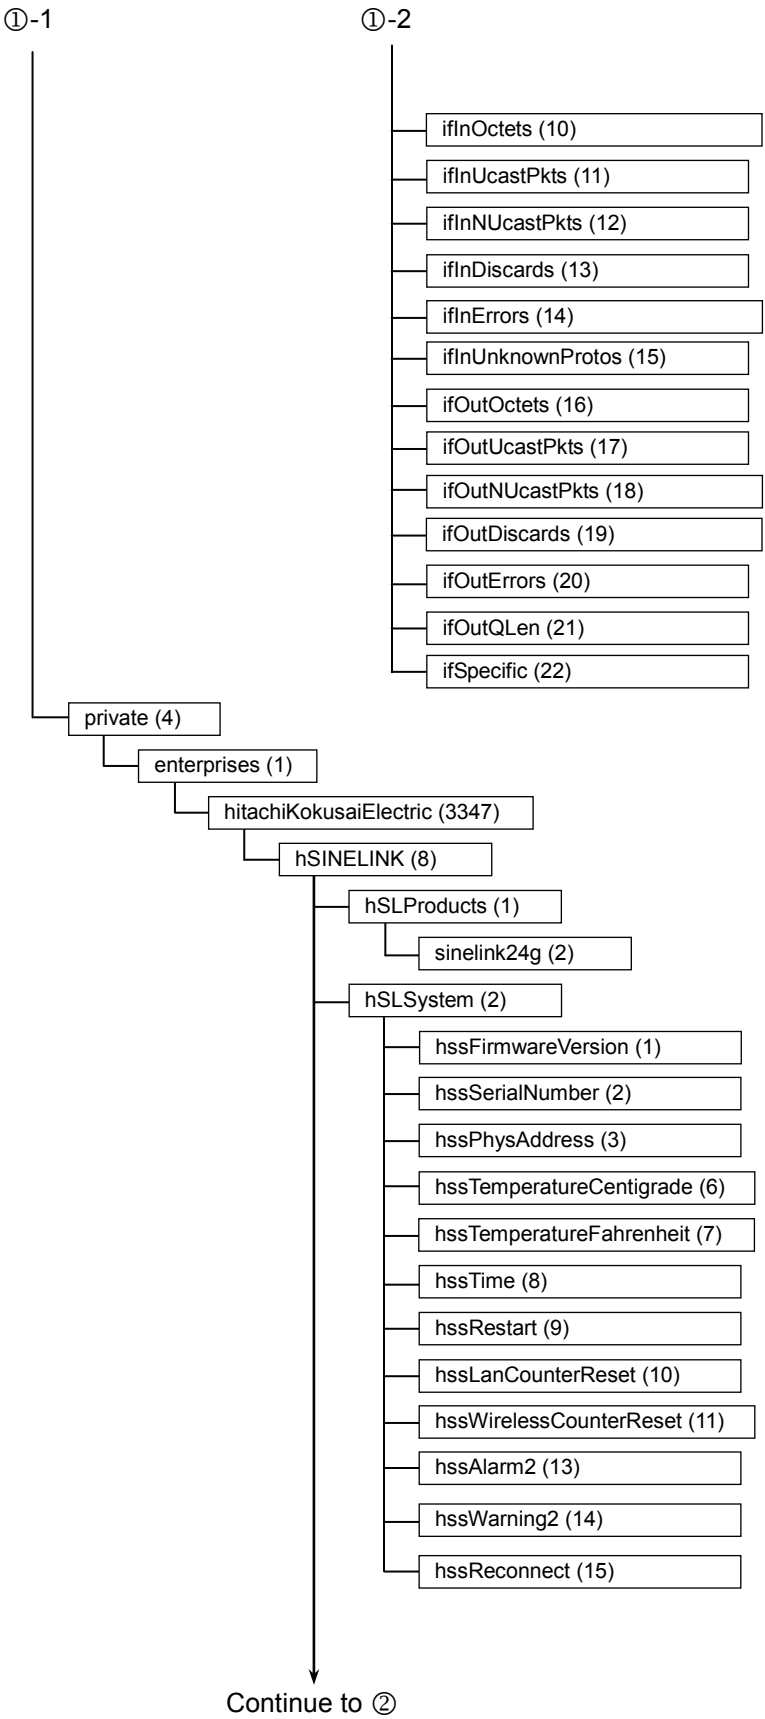 ①-1
①-2
ifInOctets (10)
ifInUcastPkts (11)
ifInNUcastPkts (12)
ifInDiscards (13)
ifInErrors (14)
ifInUnknownProtos (15)
ifOutOctets (16)
ifOutUcastPkts (17)
ifOutNUcastPkts (18)
ifOutDiscards (19)
ifOutErrors (20)
ifOutQLen (21)
ifSpecific (22)
private (4)
enterprises (1)
hitachiKokusaiElectric (3347)
hSINELINK (8)
hSLProducts (1)
sinelink24g (2)
hSLSystem (2)
hssFirmwareVersion (1)
hssSerialNumber (2)
hssPhysAddress (3)
hssTemperatureCentigrade (6)
hssTemperatureFahrenheit (7)
hssTime (8)
hssRestart (9)
hssLanCounterReset (10)
hssWirelessCounterReset (11)
hssAlarm2 (13)
hssWarning2 (14)
hssReconnect (15)
Continue to ②